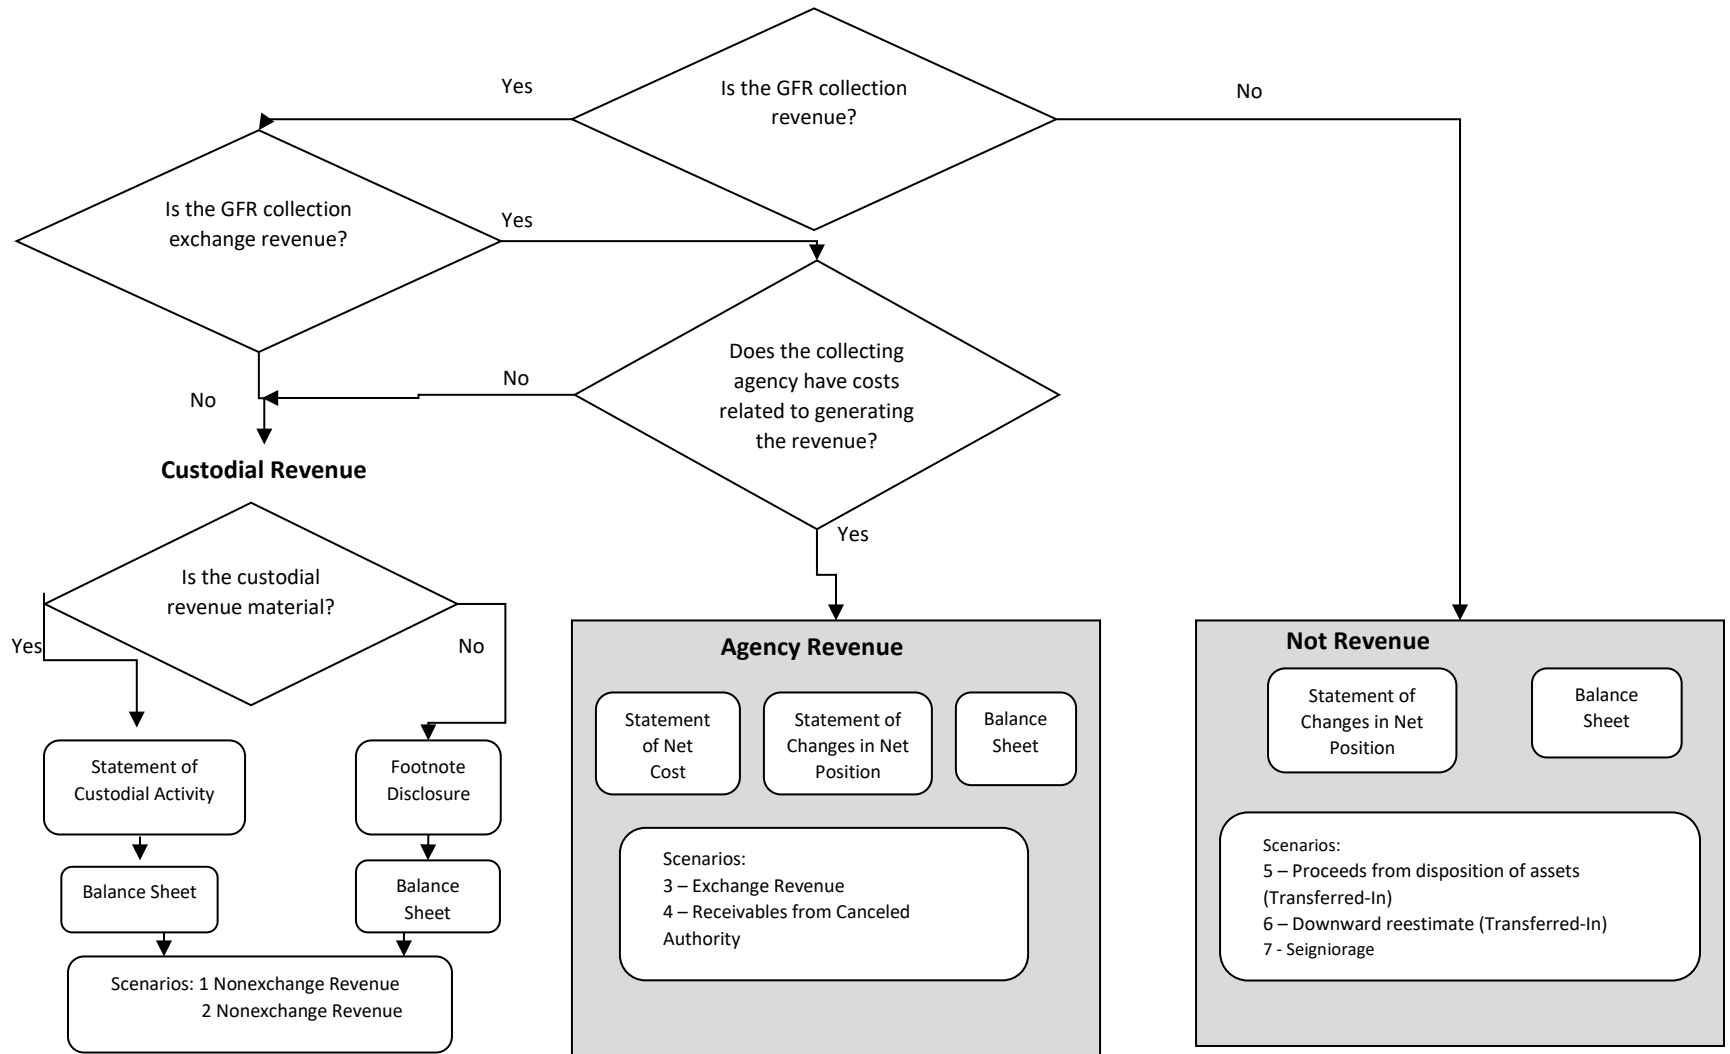 Is the GFR collection
revenue?
Yes
No
Is the GFR collection
exchange revenue?
Yes
No
Does the collecting
agency have costs
related to generating
the revenue?
No
Yes
Custodial Revenue
Is the custodial
revenue material?
Yes
No
Statement of
Custodial Activity
Footnote
Disclosure
Balance Sheet
Balance
Sheet
Scenarios: 1 Nonexchange Revenue
2 Nonexchange Revenue
Agency Revenue
Statement
of Net
Cost
Statement of
Changes in Net
Position
Balance
Sheet
Scenarios:
3 – Exchange Revenue
4 – Receivables from Canceled
Authority
Not Revenue
Statement of
Changes in Net
Position
Balance
Sheet
Scenarios:
5 – Proceeds from disposition of assets
(Transferred-In)
6 – Downward reestimate (Transferred-In)
7 - Seigniorage